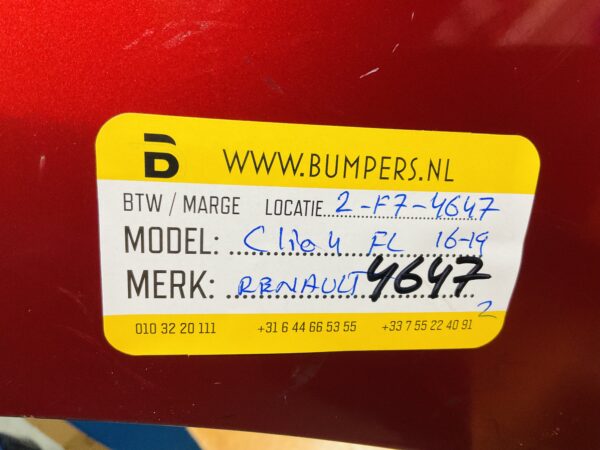 B WWW.BUMPERS.NL
BTW / MARGE LOCATIE 2-F7-4647
MODEL: Clio 4 FL 16-19
MERK: RENAULT 4647
2
010 32 20 111 +31 6 44 66 53 55 +33 7 55 22 40 91